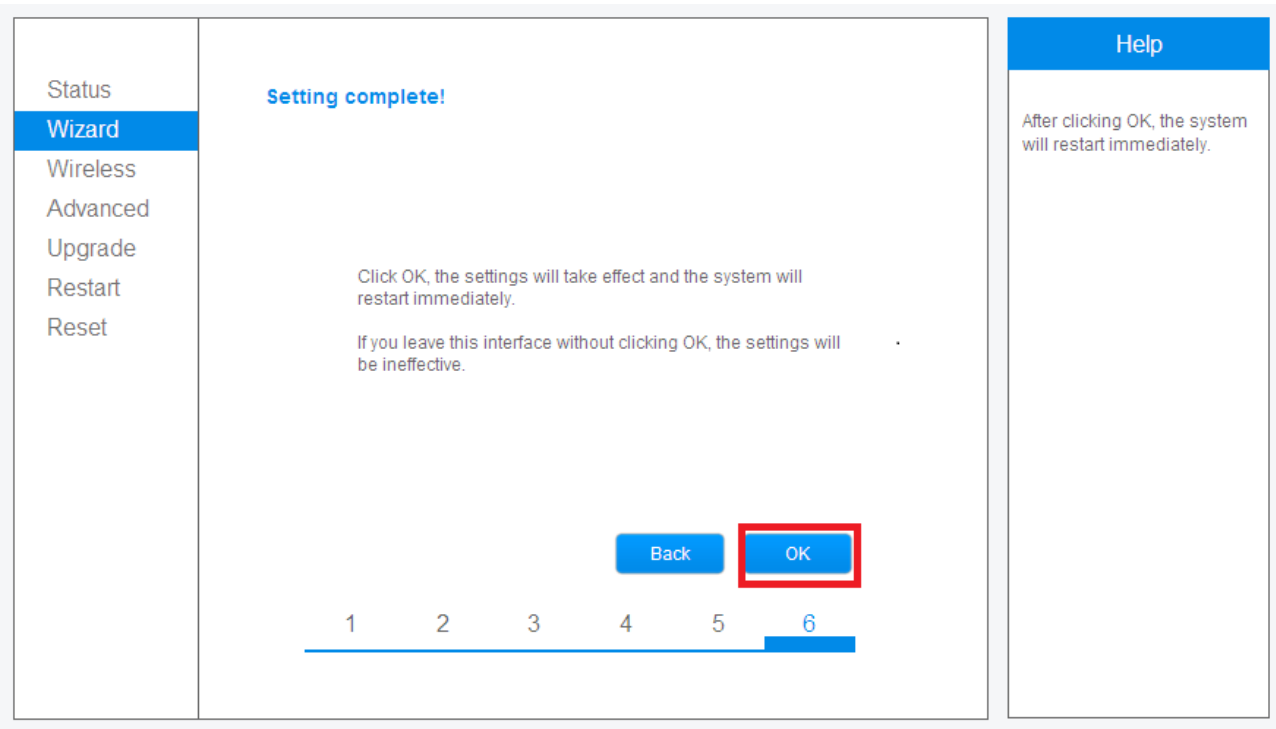 Status
Wizard
Wireless
Advanced
Upgrade
Restart
Reset
Setting complete!
Click OK, the settings will take effect and the system will
restart immediately.
If you leave this interface without clicking OK, the settings will
be ineffective.
Back
OK
1 2 3 4 5 6
Help
After clicking OK, the system
will restart immediately.